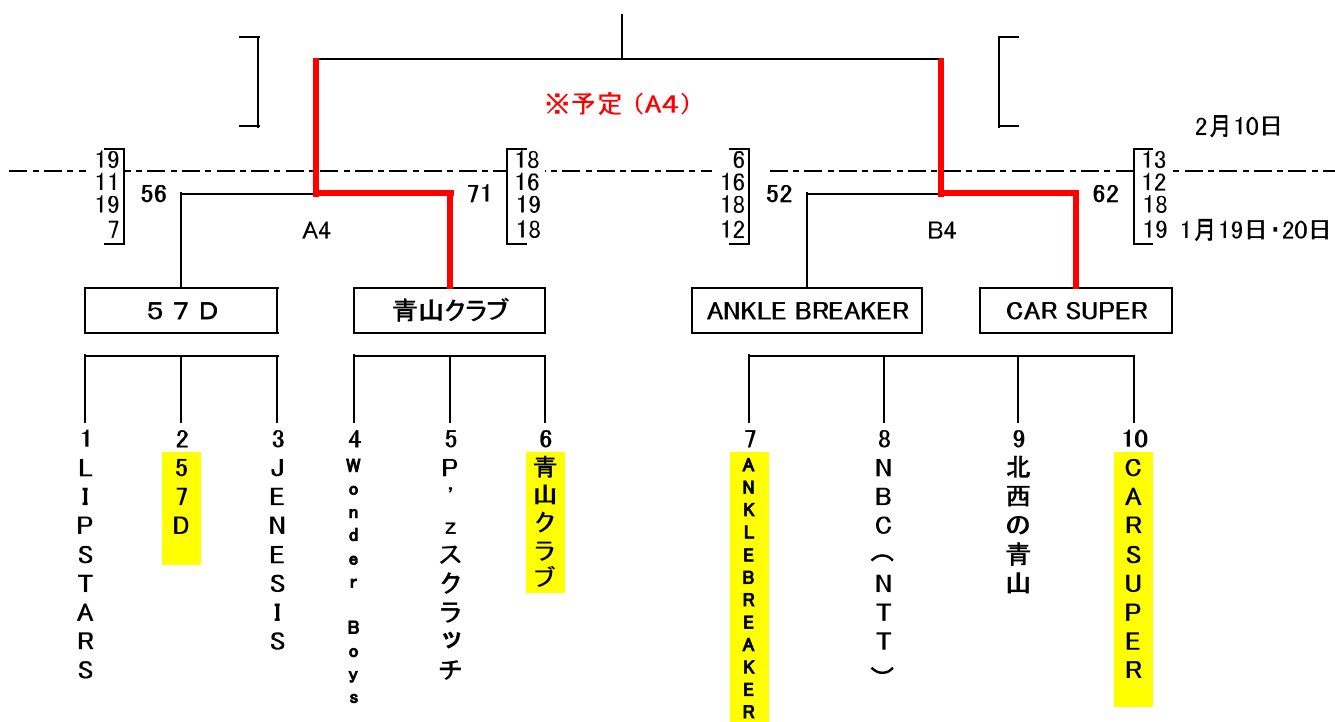 ※予定（A4）
2月10日
19
11
19
7
56
71
18
16
19
18
6
16
18
12
52
62
13
12
18
19
A4
B4
1月19日・20日
５７Ｄ
青山クラブ
ANKLE BREAKER
CAR SUPER
1
LIPSTARS
2
57D
3
JENESIS
4
Wonder Boys
5
P'zスクラッチ
6
青山クラブ
7
ANKLEBREAKER
8
NBC（NTT）
9
北西の青山
10
CARSUPER